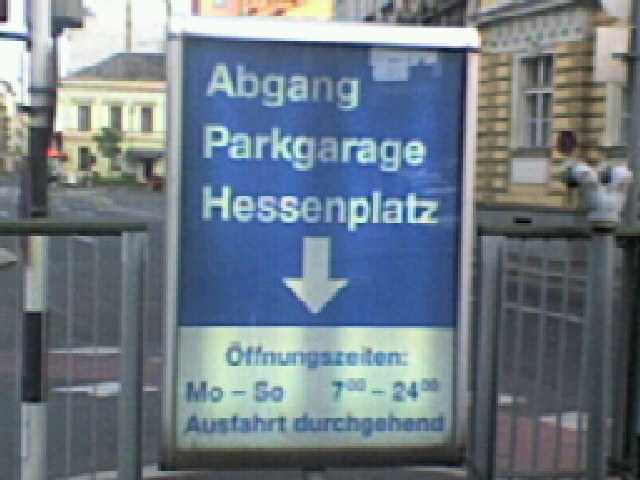 Abgang
Parkgarage
Hessenplatz
Öffnungszeiten:
Mo – So 7⁰⁰ – 24⁰⁰
Ausfahrt durchgehend